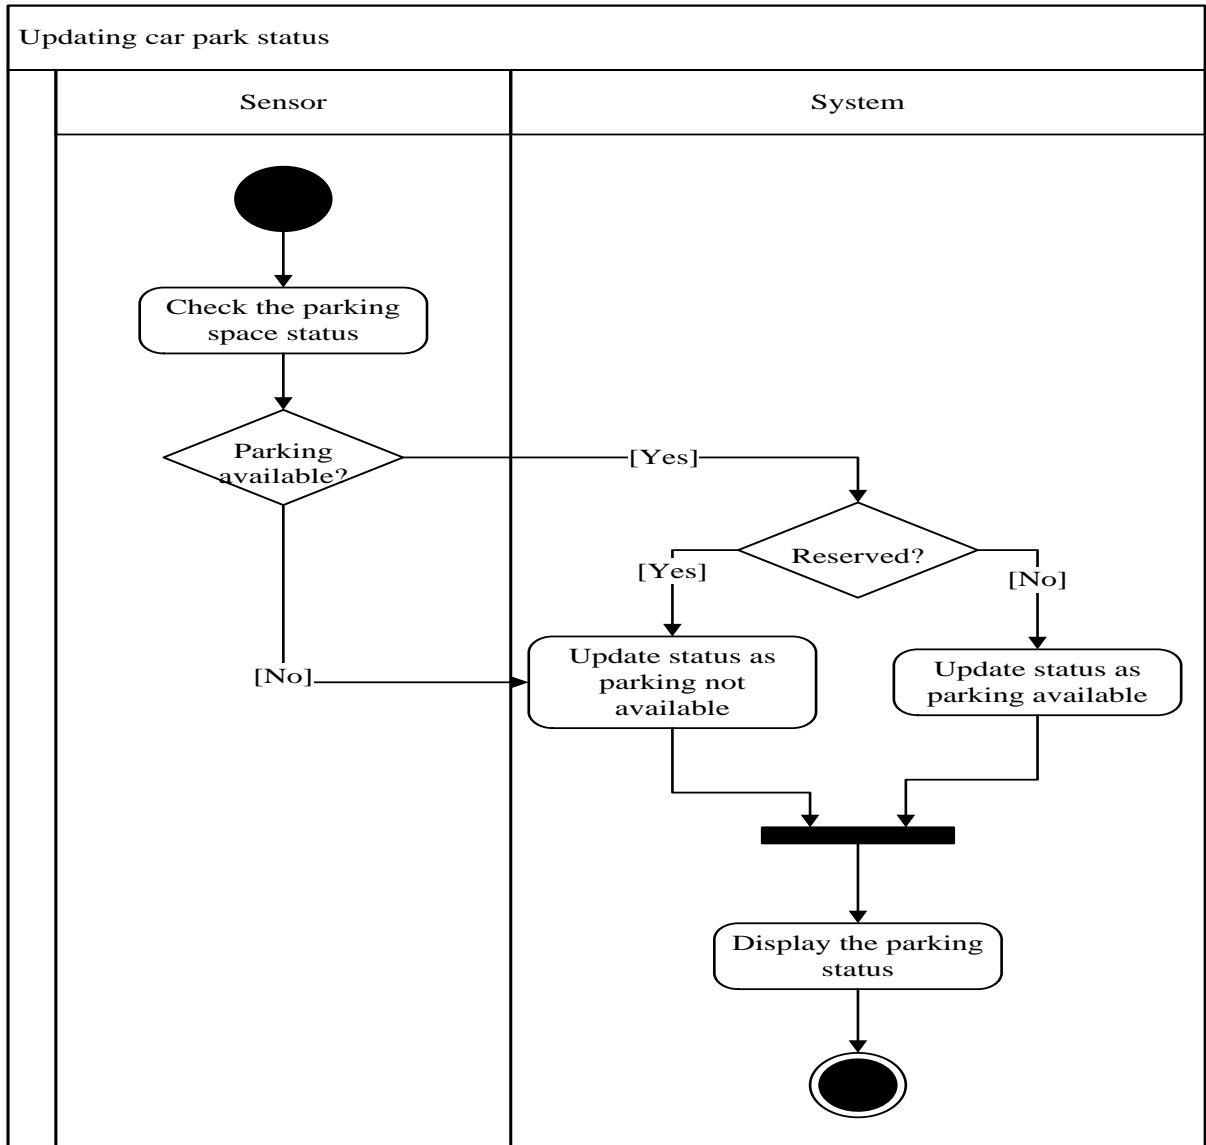 Updating car park status
Sensor
System
Check the parking
space status
Parking
available?
[Yes]
Reserved?
[Yes]
[No]
[No]
Update status as
parking not
available
Update status as
parking available
Display the parking
status